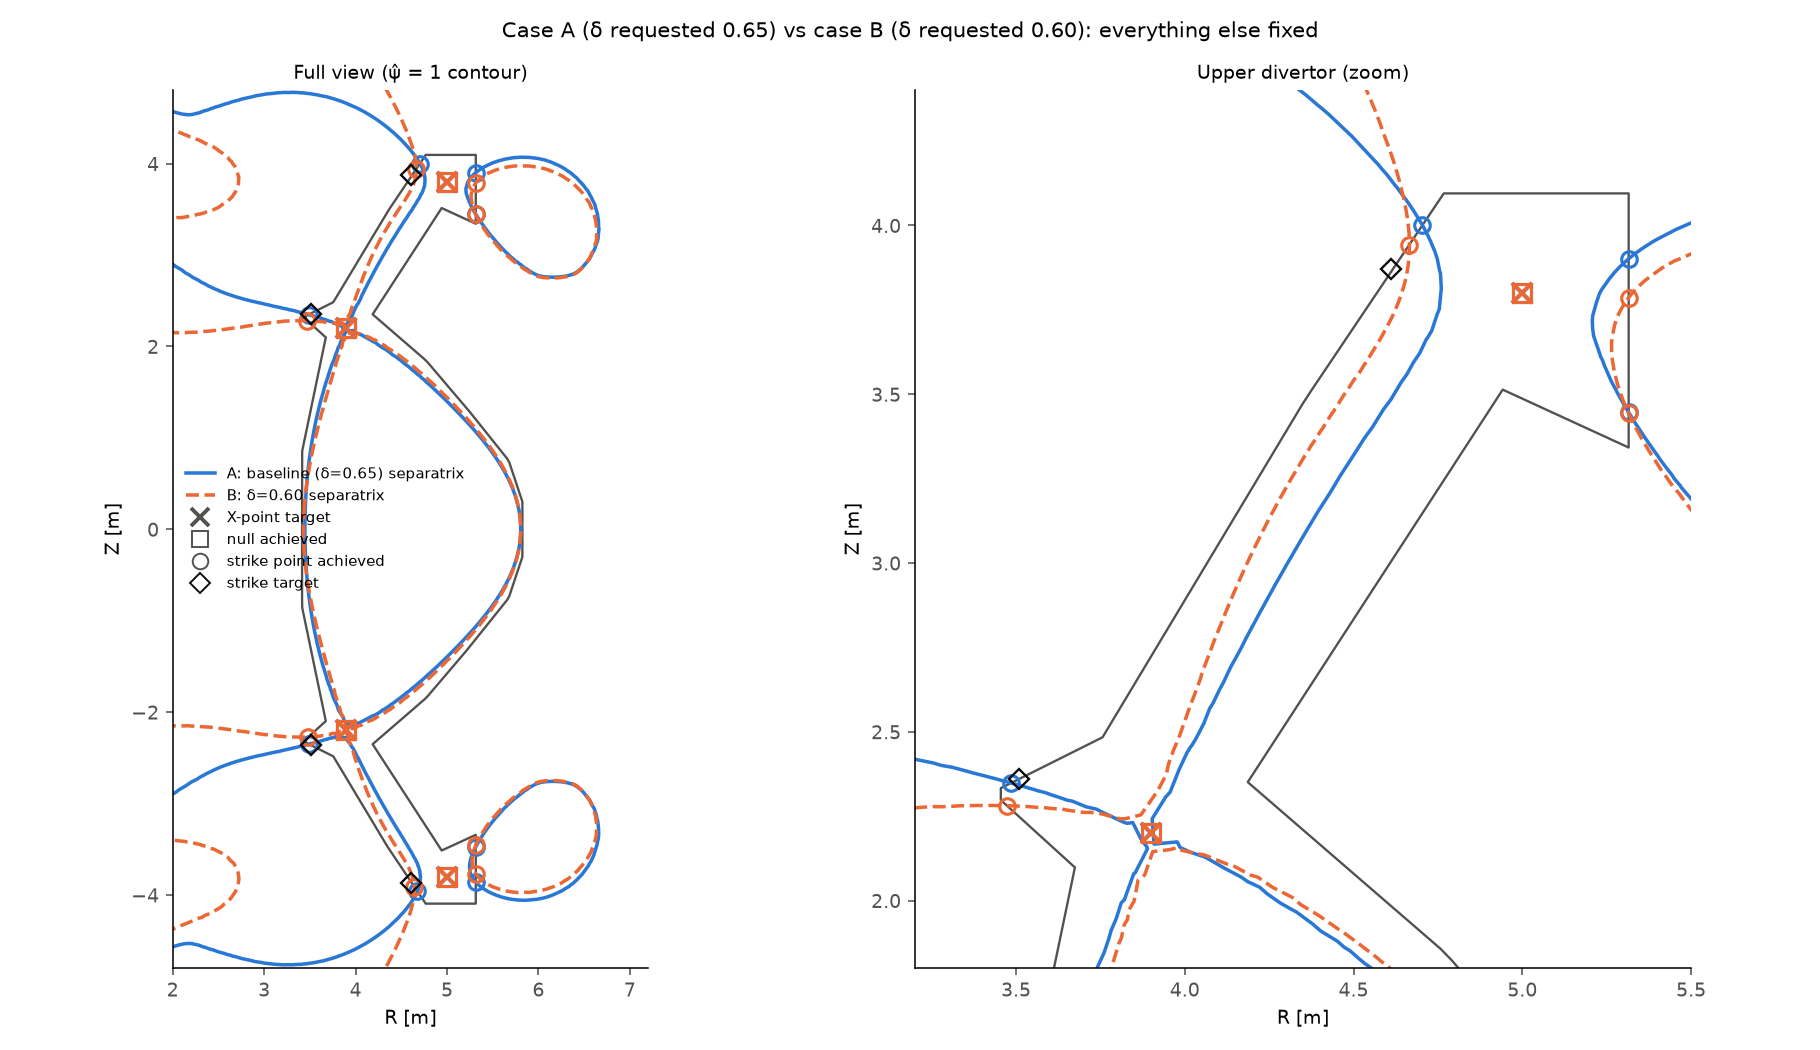 Case A (δ requested 0.65) vs case B (δ requested 0.60): everything else fixed
Full view (ψ̂ = 1 contour)
Z [m]
4
2
0
−2
−4
A: baseline (δ=0.65) separatrix
B: δ=0.60 separatrix
X-point target
null achieved
strike point achieved
strike target
2 3 4 5 6 7
R [m]
Upper divertor (zoom)
Z [m]
4.0
3.5
3.0
2.5
2.0
3.5 4.0 4.5 5.0 5.5
R [m]